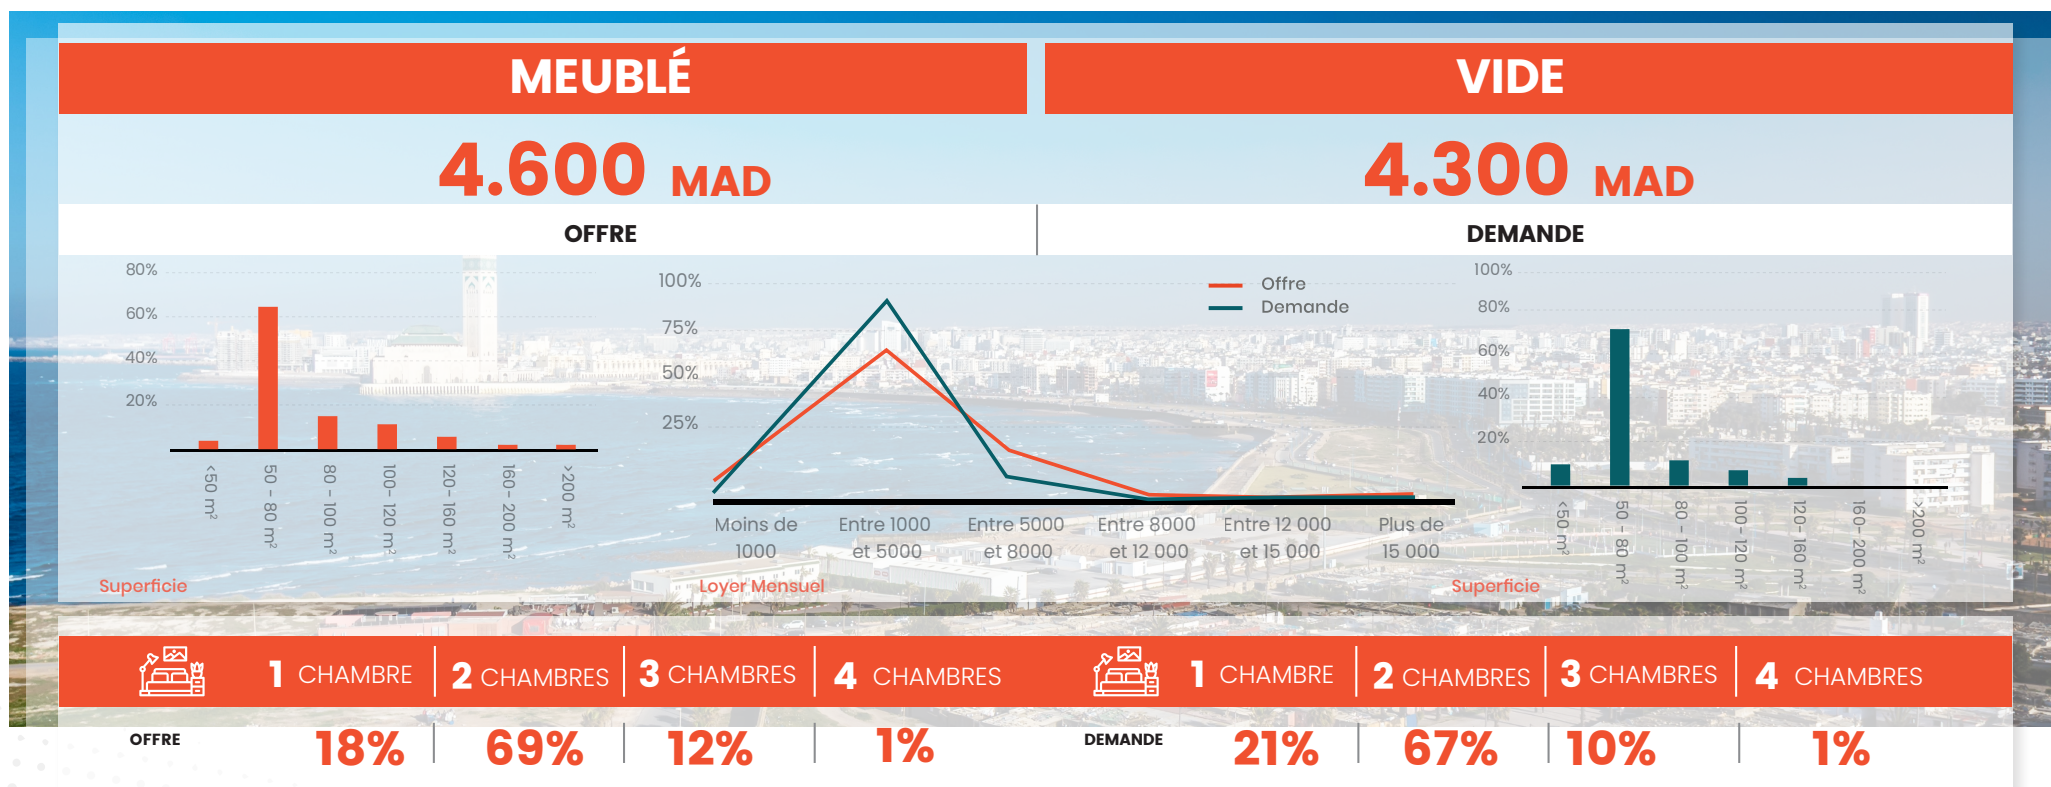 MEUBLÉ
VIDE
4.600 MAD
4.300 MAD
OFFRE
DEMANDE
80%
60%
40%
20%
<50 m²
50 - 80 m²
80 - 100 m²
100- 120 m²
120- 160 m²
160- 200 m²
>200 m²
Superficie
100%
75%
50%
25%
Offre
Demande
Moins de
1000
Entre 1000
et 5000
Entre 5000
et 8000
Entre 8000
et 12 000
Entre 12 000
et 15 000
Plus de
15 000
Loyer Mensuel
100%
80%
60%
40%
20%
<50 m²
50 - 80 m²
80 - 100 m²
100- 120 m²
120- 160 m²
160- 200 m²
>200 m²
Superficie
1 CHAMBRE
2 CHAMBRES
3 CHAMBRES
4 CHAMBRES
1 CHAMBRE
2 CHAMBRES
3 CHAMBRES
4 CHAMBRES
OFFRE
18%
69%
12%
1%
DEMANDE
21%
67%
10%
1%